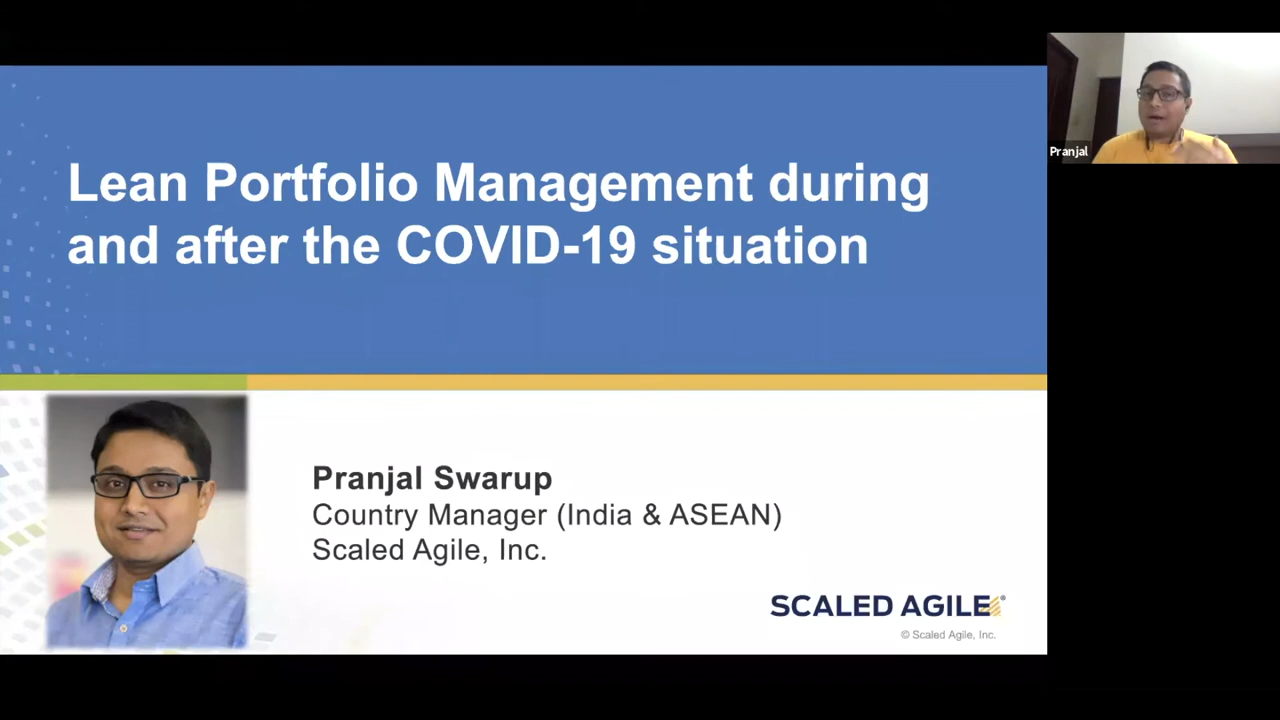 Lean Portfolio Management during
and after the COVID-19 situation
Pranjal
Pranjal Swarup
Country Manager (India & ASEAN)
Scaled Agile, Inc.
SCALED AGILE®
© Scaled Agile, Inc.